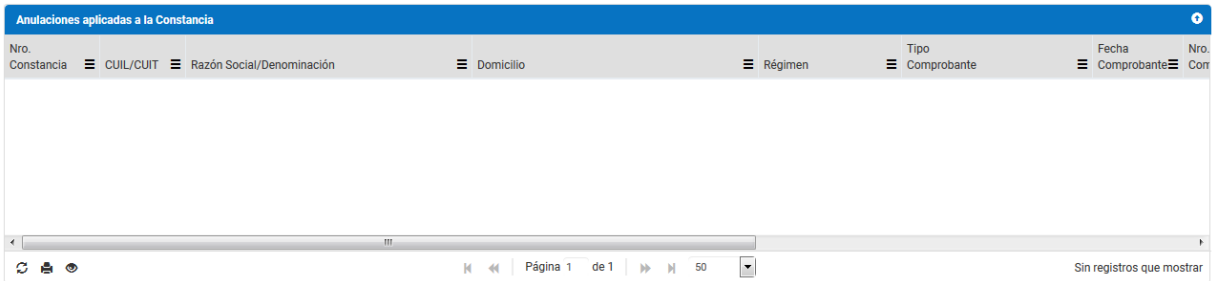 Anulaciones aplicadas a la Constancia
Nro. Constancia
CUIL/CUIT
Razón Social/Denominación
Domicilio
Régimen
Tipo Comprobante
Fecha Comprobante
Nro.
Página 1 de 1
50
Sin registros que mostrar